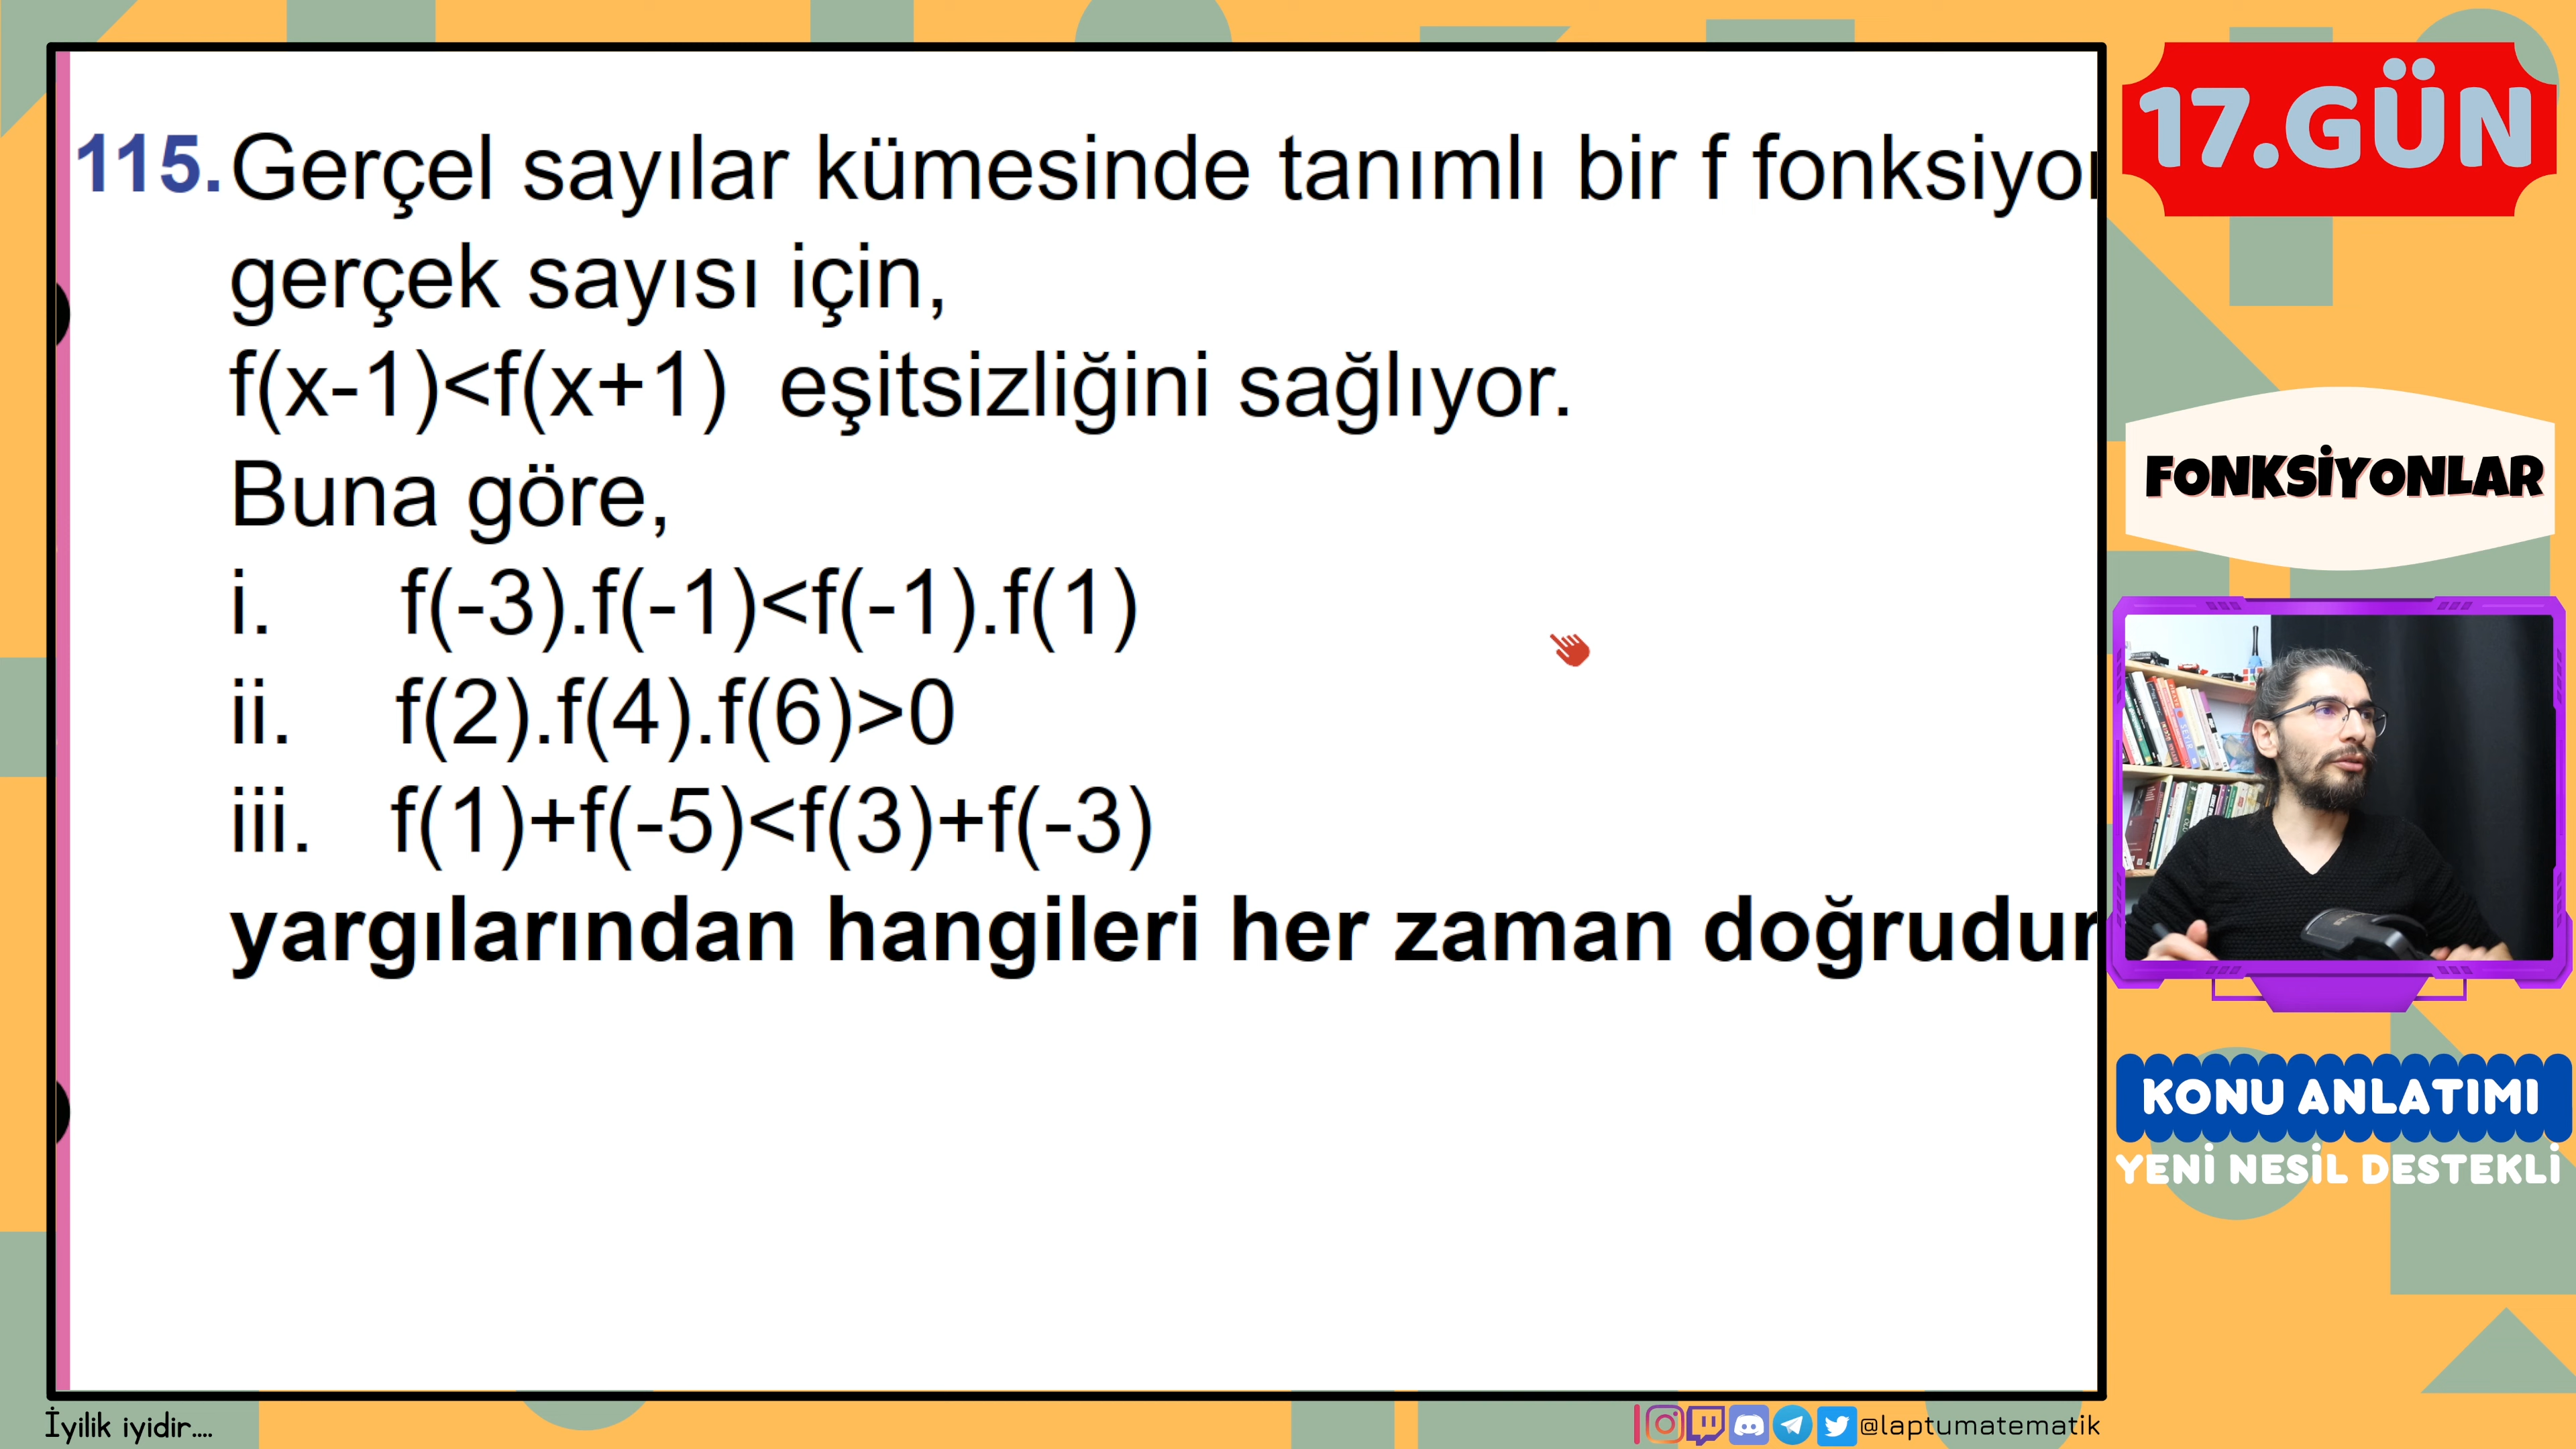 17.GÜN
115. Gerçel sayılar kümesinde tanımlı bir f
gerçek sayısı için,
f(x-1)<f(x+1) eşitsizliğini sağlıyor.
Buna göre,
i. f(-3).f(-1)<f(-1).f(1)
ii. f(2).f(4).f(6)>0
iii. f(1)+f(-5)<f(3)+f(-3)
yargılarından hangileri her zaman doğrudur
FONKSİYONLAR
KONU ANLATIMI
YENİ NESİL DESTEKLİ
İyilik iyidir....
@laptumatematik